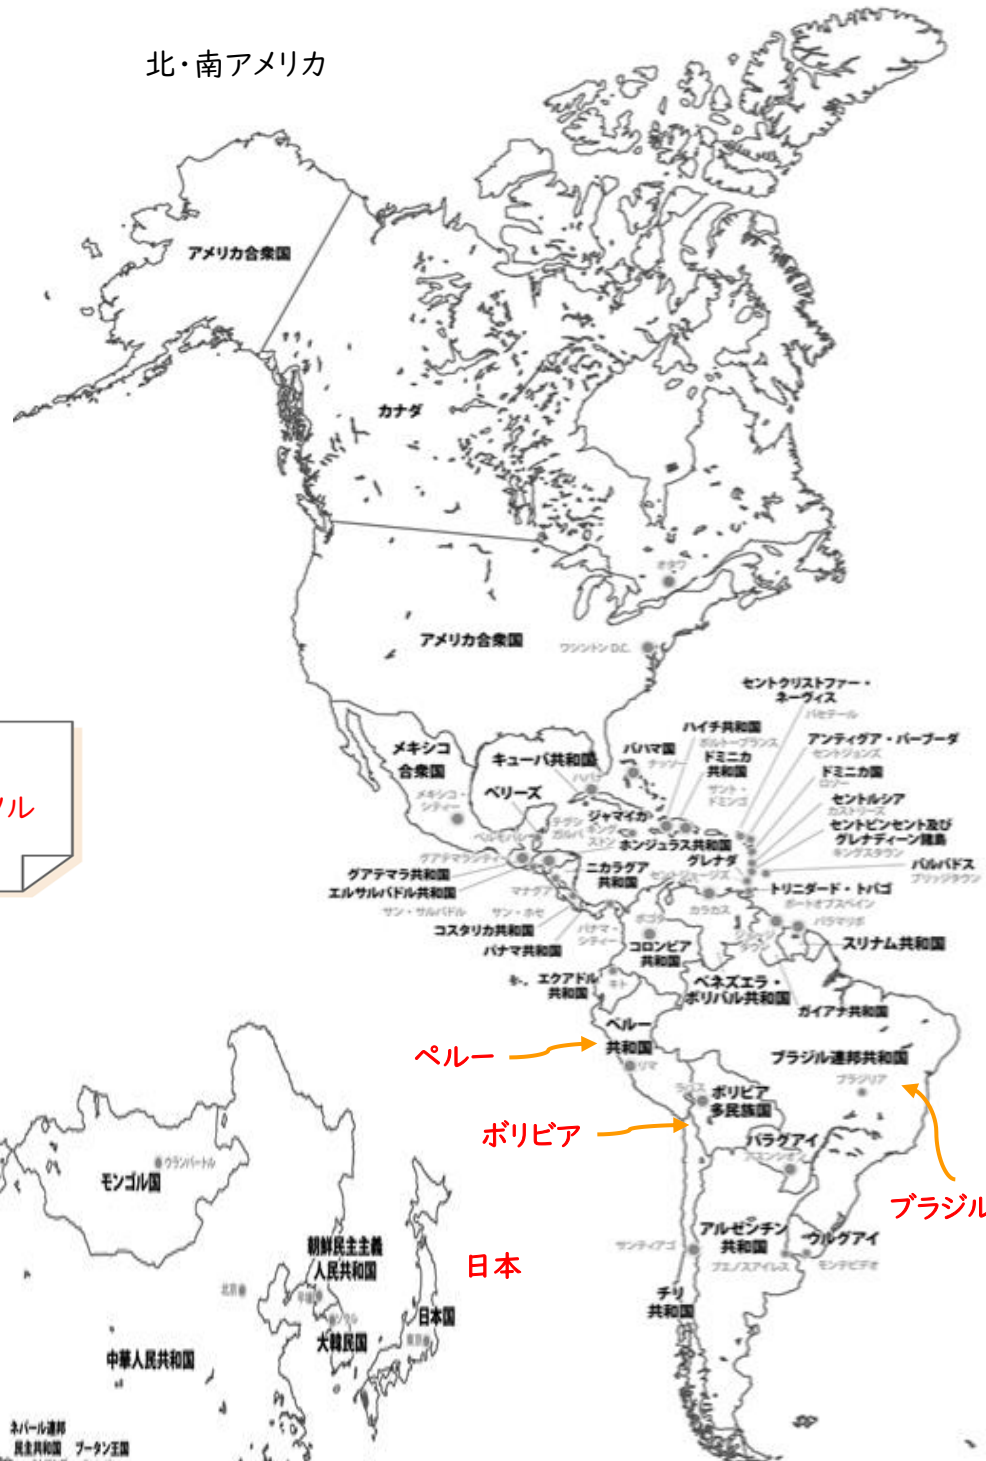 北・南アメリカ
アメリカ合衆国
カナダ
オタワ
アメリカ合衆国
ワシントン D.C.
セントクリストファー・
ネーヴィス
バセテール
ハイチ共和国
ポルトープランス
アンティグア・バーブーダ
セントジョンズ
メキシコ
合衆国
キューバ共和国
ハバナ
バハマ国
ナッソー
ドミニカ
共和国
サント・
ドミンゴ
ドミニカ国
ロゾー
ベリーズ
メキシコ・
シティー
セントルシア
カストリーズ
ベルモパン
テグシ
ガルパ
ジャマイカ
キング
ストン
セントビンセント及び
グレナディーン諸島
キングスタウン
ノル
グアテマラシティー
ホンジュラス共和国
グレナダ
セントジョージズ
バルバドス
ブリッジタウン
グアテマラ共和国
エルサルバドル共和国
サン・サルバドル
マナグア
ニカラグア
共和国
トリニダード・トバゴ
ポートオブスペイン
サン・ホセ
コスタリカ共和国
パナマ共和国
パナマ・
シティー
ボゴタ
カラカス
ジョージ
タウン
パラマリボ
コロンビア
共和国
スリナム共和国
エクアドル
共和国
キト
ベネズエラ・
ボリバル共和国
ガイアナ共和国
ペルー
共和国
リマ
ペルー
ブラジル連邦共和国
ブラジリア
ラパス
ボリビア
多民族国
ボリビア
パラグアイ
アスンシオン
ブラジル
ウランバートル
モンゴル国
アルゼンチン
共和国
ウルグアイ
サンティアゴ
ブエノスアイレス
モンテビデオ
朝鮮民主主義
人民共和国
日本
北京
平壌
チリ
共和国
ソウル
大韓民国
日本国
東京
中華人民共和国
ネパール連邦
民主共和国
ブータン王国